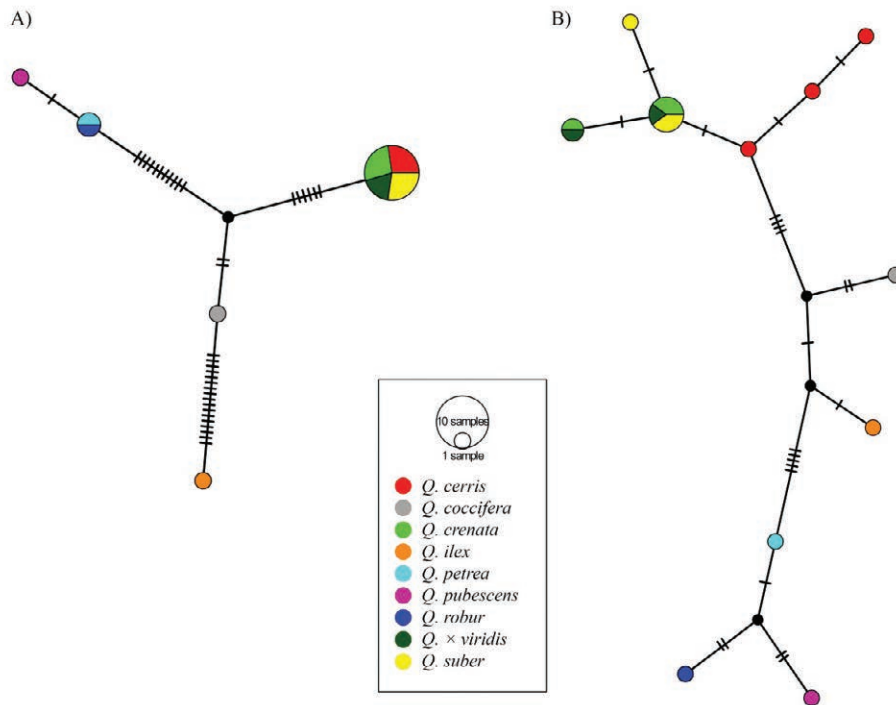 A)
B)
10 samples
1 sample
Q. cerris
Q. coccifera
Q. crenata
Q. ilex
Q. petrea
Q. pubescens
Q. robur
Q. × viridis
Q. suber